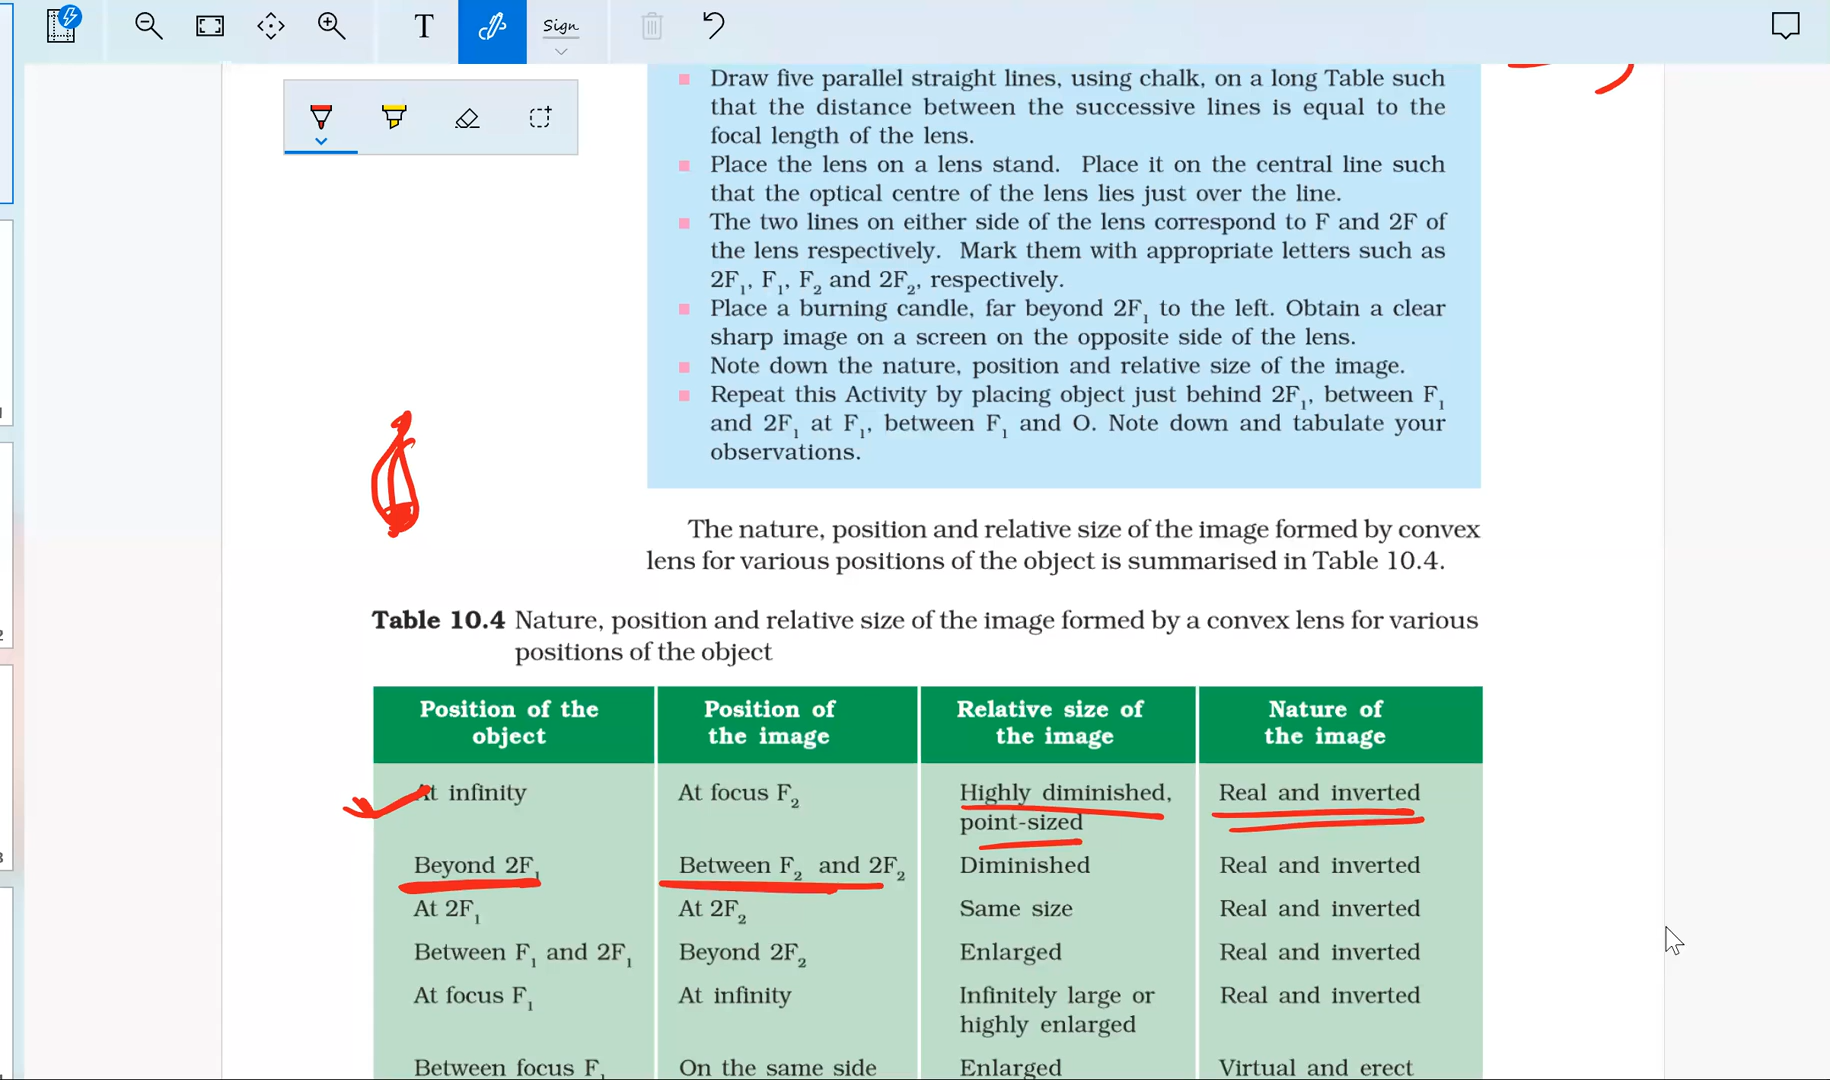 T
Sign
Draw five parallel straight lines, using chalk, on a long Table such
that the distance between the successive lines is equal to the
focal length of the lens.
Place the lens on a lens stand. Place it on the central line such
that the optical centre of the lens lies just over the line.
The two lines on either side of the lens correspond to F and 2F of
the lens respectively. Mark them with appropriate letters such as
2F₁, F₁, F₂ and 2F₂, respectively.
Place a burning candle, far beyond 2F₁ to the left. Obtain a clear
sharp image on a screen on the opposite side of the lens.
Note down the nature, position and relative size of the image.
Repeat this Activity by placing object just behind 2F₁, between F₁
and 2F₁ at F₁, between F₁ and O. Note down and tabulate your
observations.
The nature, position and relative size of the image formed by convex
lens for various positions of the object is summarised in Table 10.4.
Table 10.4 Nature, position and relative size of the image formed by a convex lens for various
positions of the object
Position of the object Position of the image Relative size of the image Nature of the image
At infinity At focus F₂ Highly diminished, Real and inverted
point-sized
Beyond 2F₁ Between F₂ and 2F₂ Diminished Real and inverted
At 2F₁ At 2F₂ Same size Real and inverted
Between F₁ and 2F₁ Beyond 2F₂ Enlarged Real and inverted
At focus F₁ At infinity Infinitely large or Real and inverted
highly enlarged
Between focus F₁ On the same side Enlarged Virtual and erect